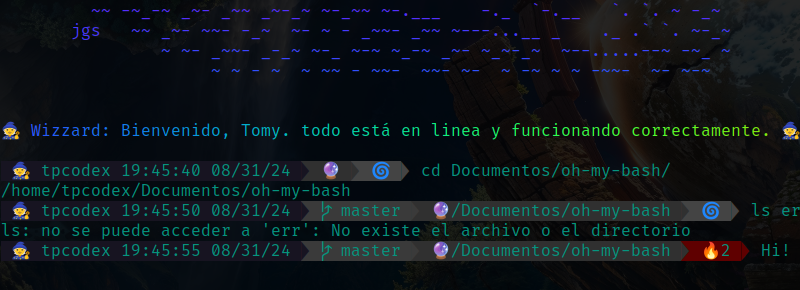 jgs
🧙 Wizzard: Bienvenido, Tomy. todo está en linea y funcionando correctamente. 🧙
🧙 tpcodex 19:45:40 08/31/24 🔮 🌀 cd Documentos/oh-my-bash/
/home/tpcodex/Documentos/oh-my-bash
🧙 tpcodex 19:45:50 08/31/24 master 🔮/Documentos/oh-my-bash 🌀 ls er
ls: no se puede acceder a 'err': No existe el archivo o el directorio
🧙 tpcodex 19:45:55 08/31/24 master 🔮/Documentos/oh-my-bash 🔥2 Hi!